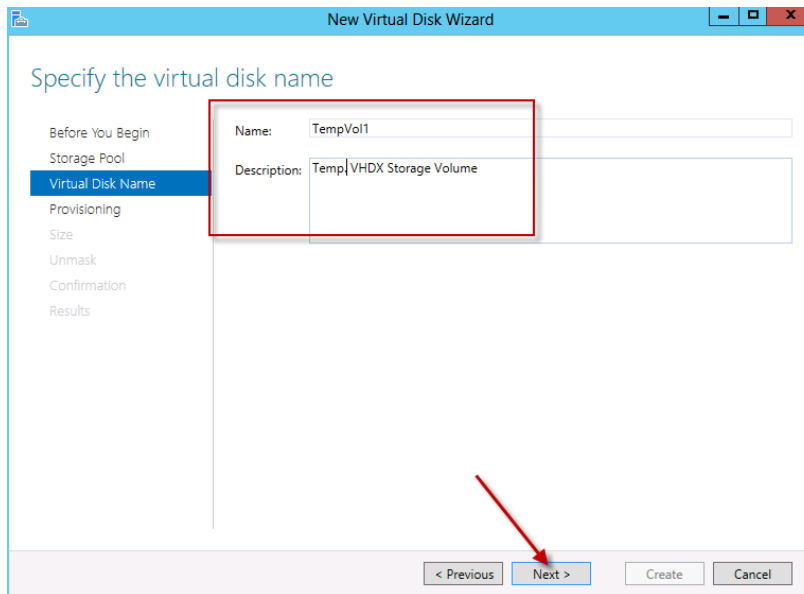 New Virtual Disk Wizard
Specify the virtual disk name
Before You Begin
Storage Pool
Virtual Disk Name
Provisioning
Size
Unmask
Confirmation
Results
Name: TempVol1
Description: Temp. VHDX Storage Volume
< Previous Next > Create Cancel